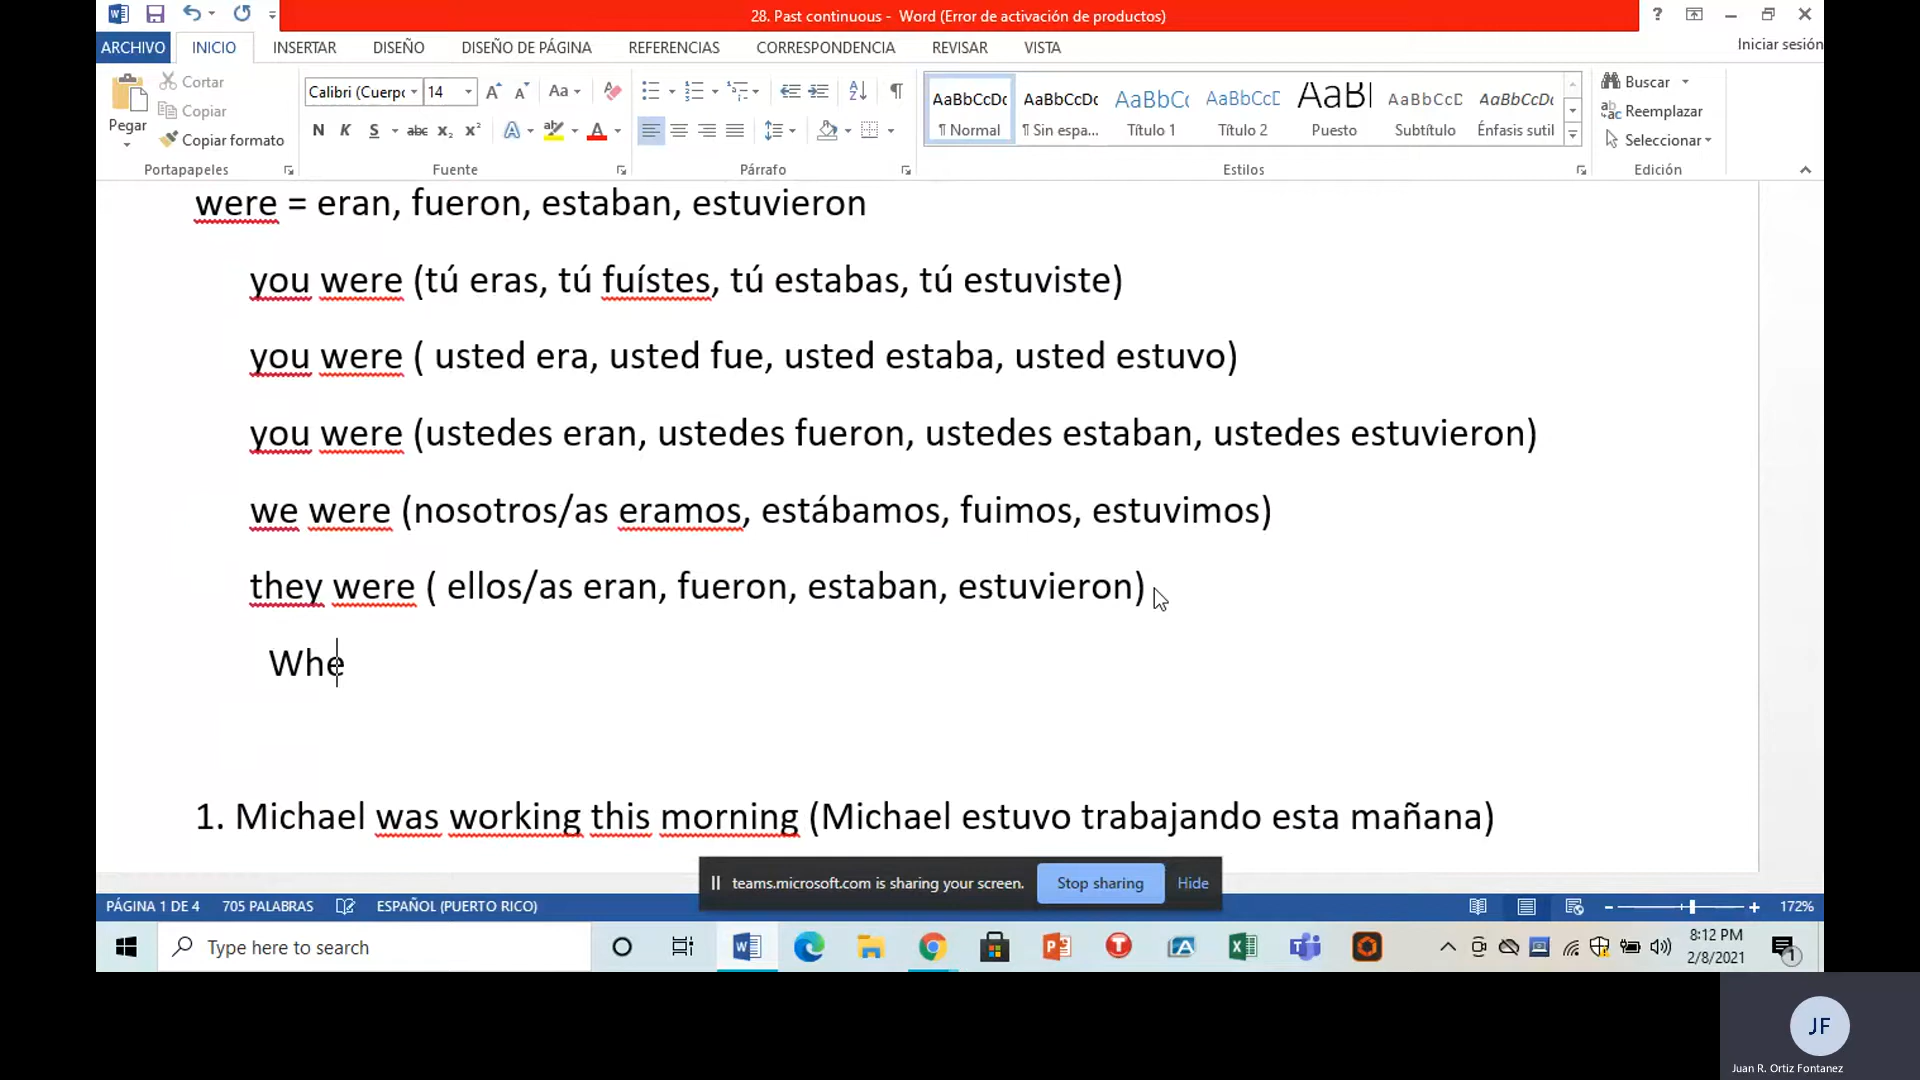 28. Past continuous - Word (Error de activación de productos)
?
ARCHIVO INICIO INSERTAR DISEÑO DISEÑO DE PÁGINA REFERENCIAS CORRESPONDENCIA REVISAR VISTA Iniciar sesión
Pegar
Cortar
Copiar
Copiar formato
Portapapeles
Calibri (Cuerpo 14 Aa
N K S abc x₂ x² A ab A
Fuente
Párrafo
AaBbCcDc AaBbCcDc AaBbCc AaBbCcD AaBl AaBbCcD AaBbCcDc
¶ Normal ¶ Sin espa... Título 1 Título 2 Puesto Subtítulo Énfasis sutil
Estilos
Buscar
Reemplazar
Seleccionar
Edición
were = eran, fueron, estaban, estuvieron
you were (tú eras, tú fuístes, tú estabas, tú estuviste)
you were ( usted era, usted fue, usted estaba, usted estuvo)
you were (ustedes eran, ustedes fueron, ustedes estaban, ustedes estuvieron)
we were (nosotros/as eramos, estábamos, fuimos, estuvimos)
they were ( ellos/as eran, fueron, estaban, estuvieron)
Whe
1. Michael was working this morning (Michael estuvo trabajando esta mañana)
teams.microsoft.com is sharing your screen. Stop sharing Hide
PÁGINA 1 DE 4 705 PALABRAS ESPAÑOL (PUERTO RICO) 172%
Type here to search
8:12 PM
2/8/2021
1
JF
Juan R. Ortiz Fontanez